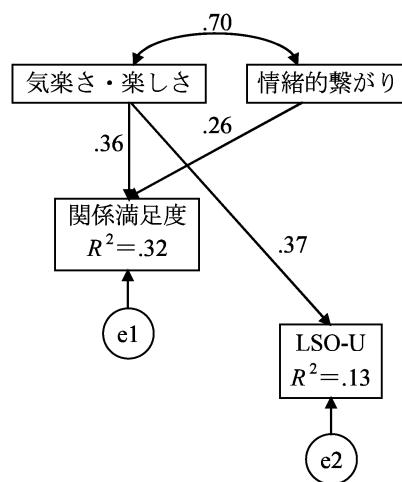 .70
気楽さ・楽しさ
情緒的繋がり
.36
.26
関係満足度
R²＝.32
.37
e1
LSO-U
R²＝.13
e2